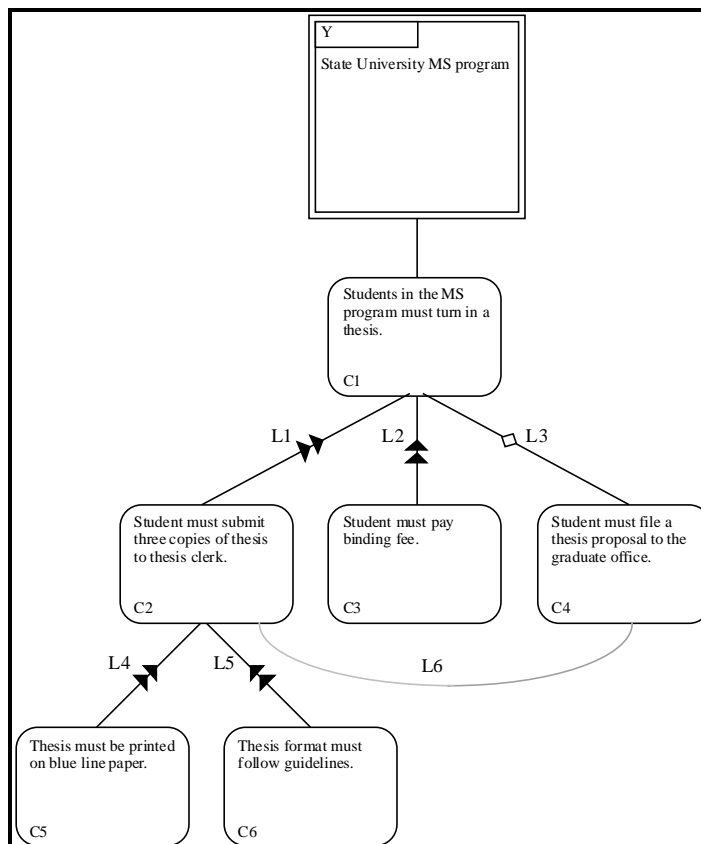 Y
State University MS program
Students in the MS
program must turn in a
thesis.
C1
L1
L2
L3
Student must submit
three copies of thesis
to thesis clerk.
C2
Student must pay
binding fee.
C3
Student must file a
thesis proposal to the
graduate office.
C4
L4
L5
L6
Thesis must be printed
on blue line paper.
C5
Thesis format must
follow guidelines.
C6